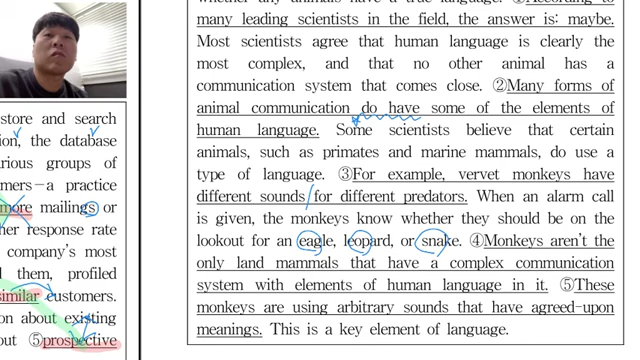 store and search
ion, the database
arious groups of
mers−a practice
more mailings or
her response rate
company's most
them, profiled
similar customers.
on about existing
out ⑤prospective
whether any animals have a true language. ①According to
many leading scientists in the field, the answer is: maybe.
Most scientists agree that human language is clearly the
most complex, and that no other animal has a
communication system that comes close. ②Many forms of
animal communication do have some of the elements of
human language. Some scientists believe that certain
animals, such as primates and marine mammals, do use a
type of language. ③For example, vervet monkeys have
different sounds/for different predators. When an alarm call
is given, the monkeys know whether they should be on the
lookout for an eagle, leopard, or snake. ④Monkeys aren't the
only land mammals that have a complex communication
system with elements of human language in it. ⑤These
monkeys are using arbitrary sounds that have agreed-upon
meanings. This is a key element of language.